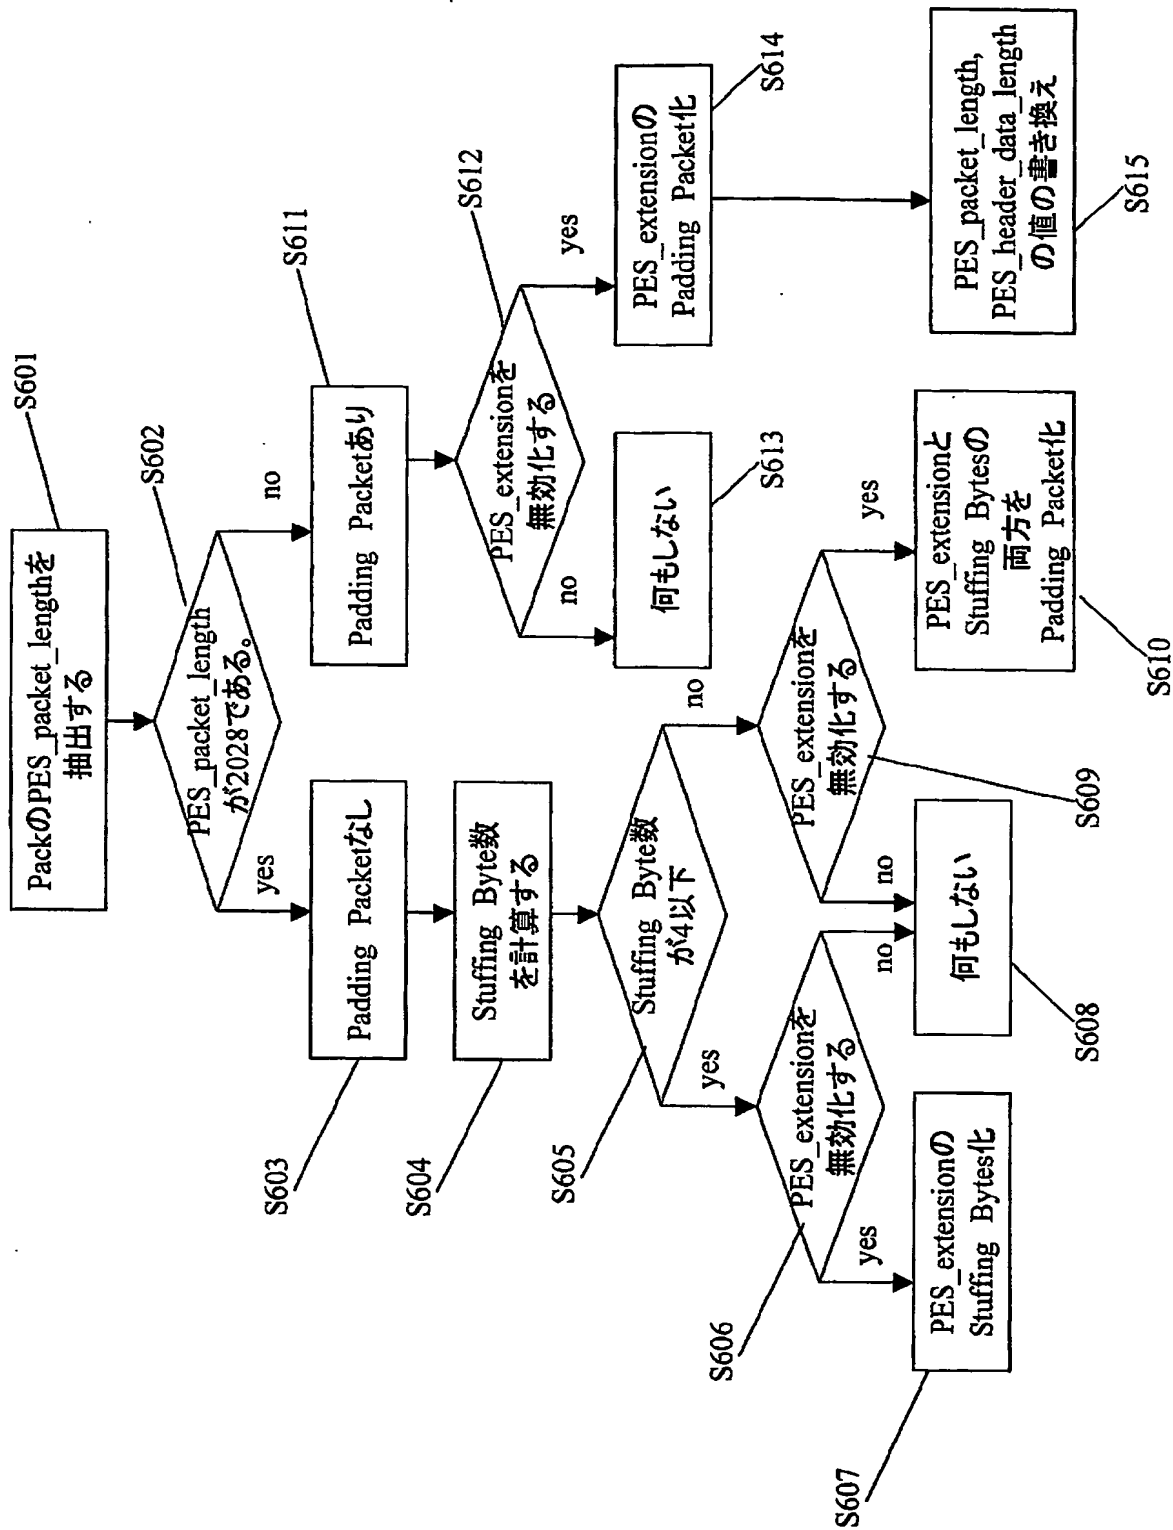 S601
PackのPES_packet_lengthを
抽出する
S602
PES_packet_length
が2028である。
yes
no
S603
Padding Packetなし
S611
Padding Packetあり
S604
Stuffing Byte数
を計算する
S612
PES_extensionを
無効化する
no
yes
S605
Stuffing Byte数
が4以下
yes
no
何もしない
S613
PES_extensionの
Padding Packet化
S614
S606
PES_extensionを
無効化する
yes
no
PES_extensionを
無効化する
S609
no
yes
S607
PES_extensionの
Stuffing Bytes化
何もしない
S608
PES_extensionと
Stuffing Bytesの
両方を
Padding Packet化
S610
PES_packet_length,
PES_header_data_length
の値の書き換え
S615